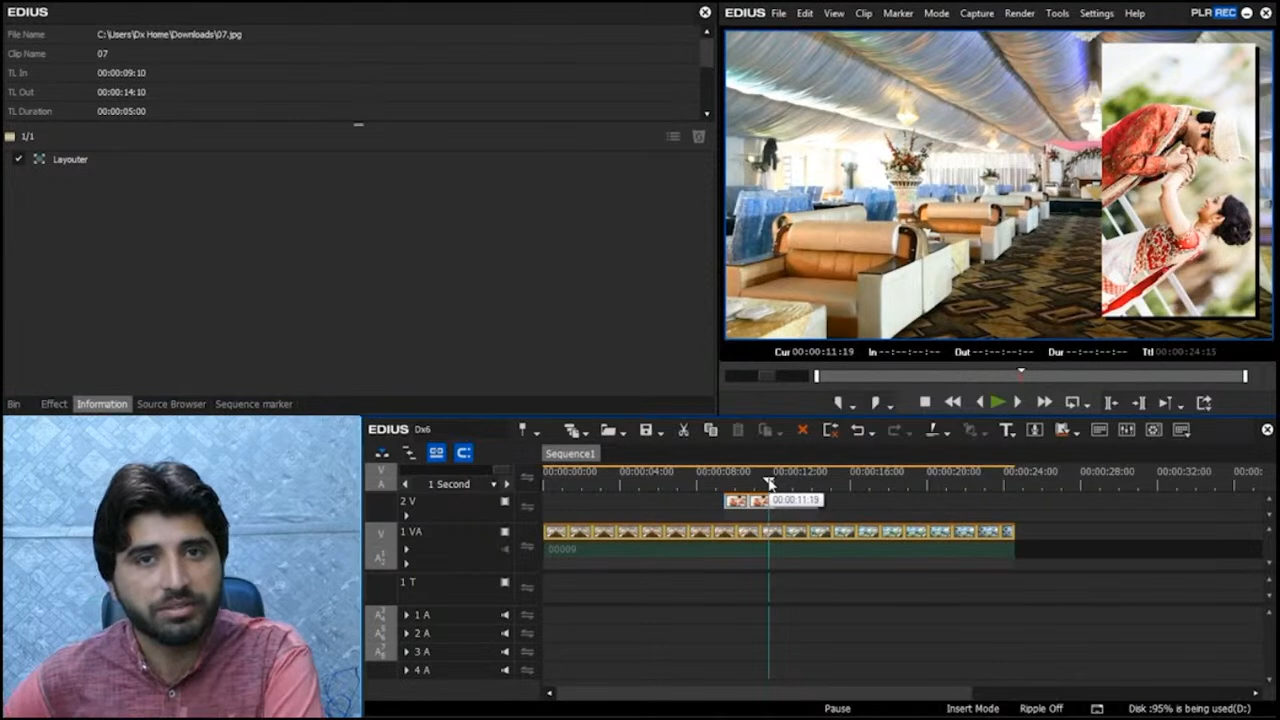 EDIUS
File Name C:\Users\Dx Home\Downloads\07.jpg
Clip Name 07
TL In 00:00:09:10
TL Out 00:00:14:10
TL Duration 00:00:05:00
1/1
Layouter
Bin Effect Information Source Browser Sequence marker
EDIUS File Edit View Clip Marker Mode Capture Render Tools Settings Help PLR REC
Cur 00:00:11:19 In --:--:--:-- Out --:--:--:-- Dur --:--:--:-- Ttl 00:00:24:15
EDIUS Dx6
Sequence1
V
A
1 Second
00:00:00:00 00:00:04:00 00:00:08:00 00:00:12:00 00:00:16:00 00:00:20:00 00:00:24:00 00:00:28:00 00:00:32:00 00:00:
2 V
00:00:11:19
V 1 VA
A
00009
1 T
1 A
2 A
3 A
4 A
Pause Insert Mode Ripple Off Disk :95% is being used(D:)